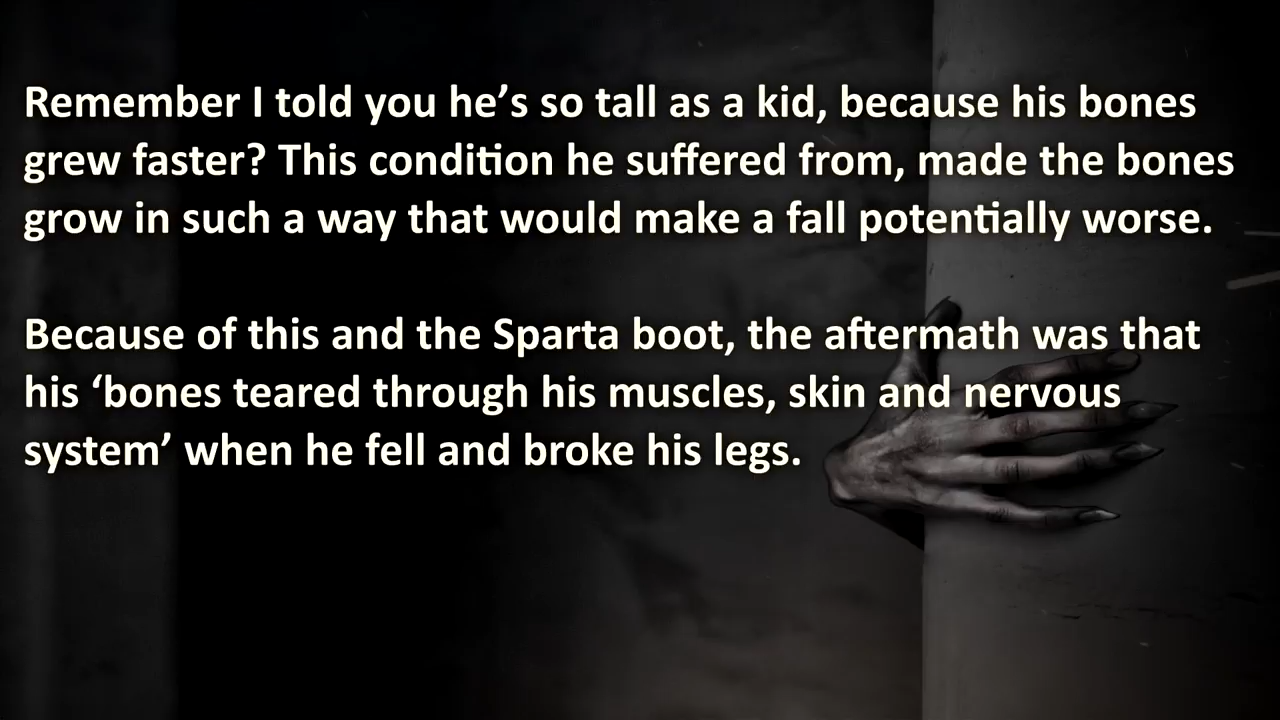 Remember I told you he’s so tall as a kid, because his bones
grew faster? This condition he suffered from, made the bones
grow in such a way that would make a fall potentially worse.
Because of this and the Sparta boot, the aftermath was that
his ‘bones teared through his muscles, skin and nervous
system’ when he fell and broke his legs.